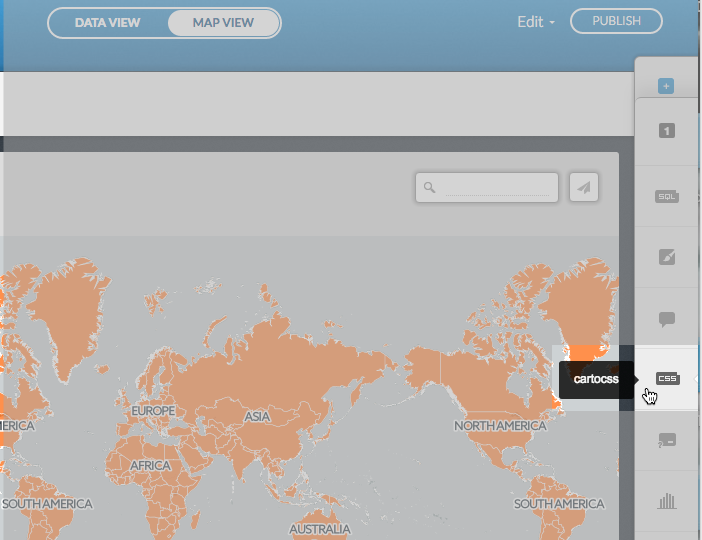 DATA VIEW
MAP VIEW
Edit
PUBLISH
1
SQL
cartocss
CSS
EUROPE
ASIA
MERICA
NORTH AMERICA
AFRICA
SOUTH AMERICA
SOUTH AMERICA
AUSTRALIA